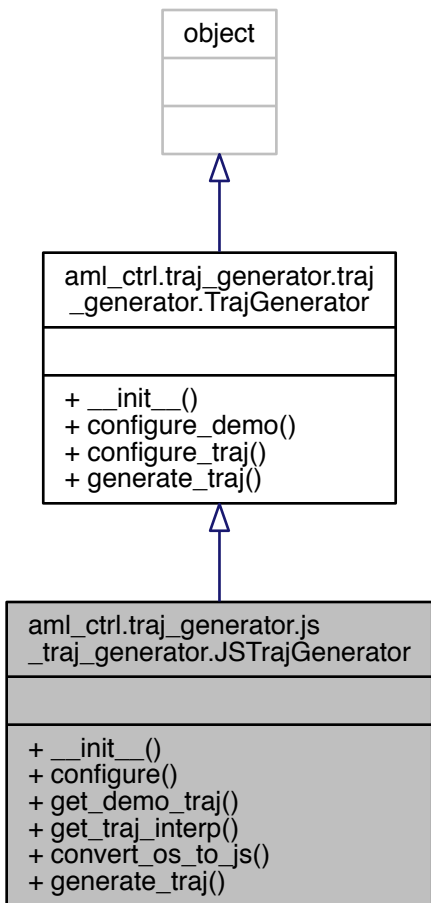 object
aml_ctrl.traj_generator.traj
_generator.TrajGenerator
+ __init__()
+ configure_demo()
+ configure_traj()
+ generate_traj()
aml_ctrl.traj_generator.js
_traj_generator.JSTrajGenerator
+ __init__()
+ configure()
+ get_demo_traj()
+ get_traj_interp()
+ convert_os_to_js()
+ generate_traj()